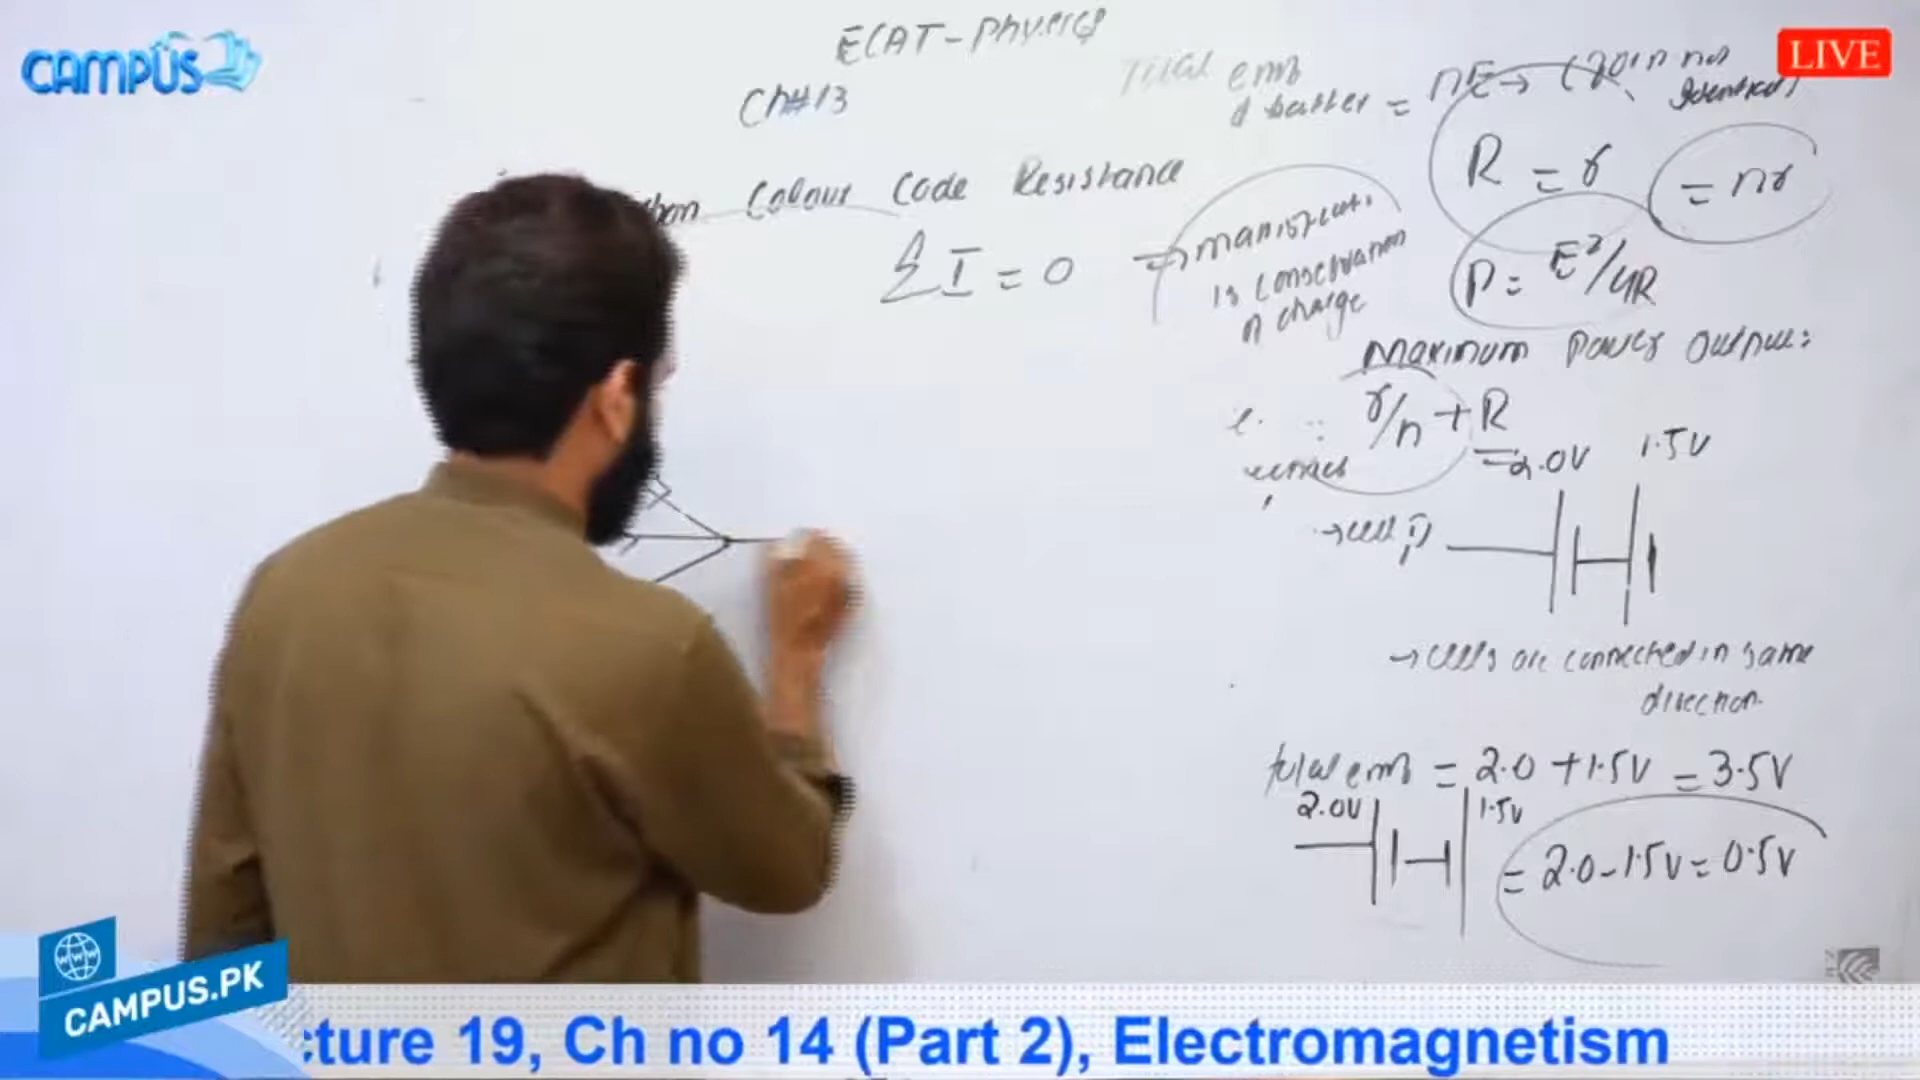 CAMPUS
LIVE
ECAT - Physics
Ch#13
Total emf
of = nE →
R = r = nr
Colour Code Resistance
ΣI = 0 ⇒
is conservation
of charge
P = E²/4R
Maximum Power Output:
r/n + R
=
2.0V 1.5V
→ cell
→ cells are connected in same
direction
total emf = 2.0 + 1.5V = 3.5V
2.0V 1.5V
= 2.0 - 1.5V = 0.5V
WWW
CAMPUS.PK
cture 19, Ch no 14 (Part 2), Electromagnetism